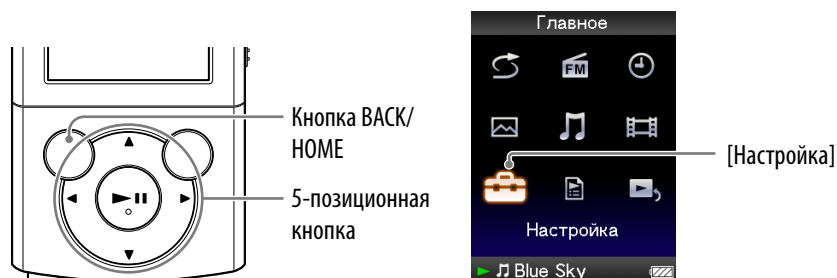 Кнопка BACK/
HOME
5-позиционная
кнопка
Главное
FM
[Настройка]
Настройка
Blue Sky